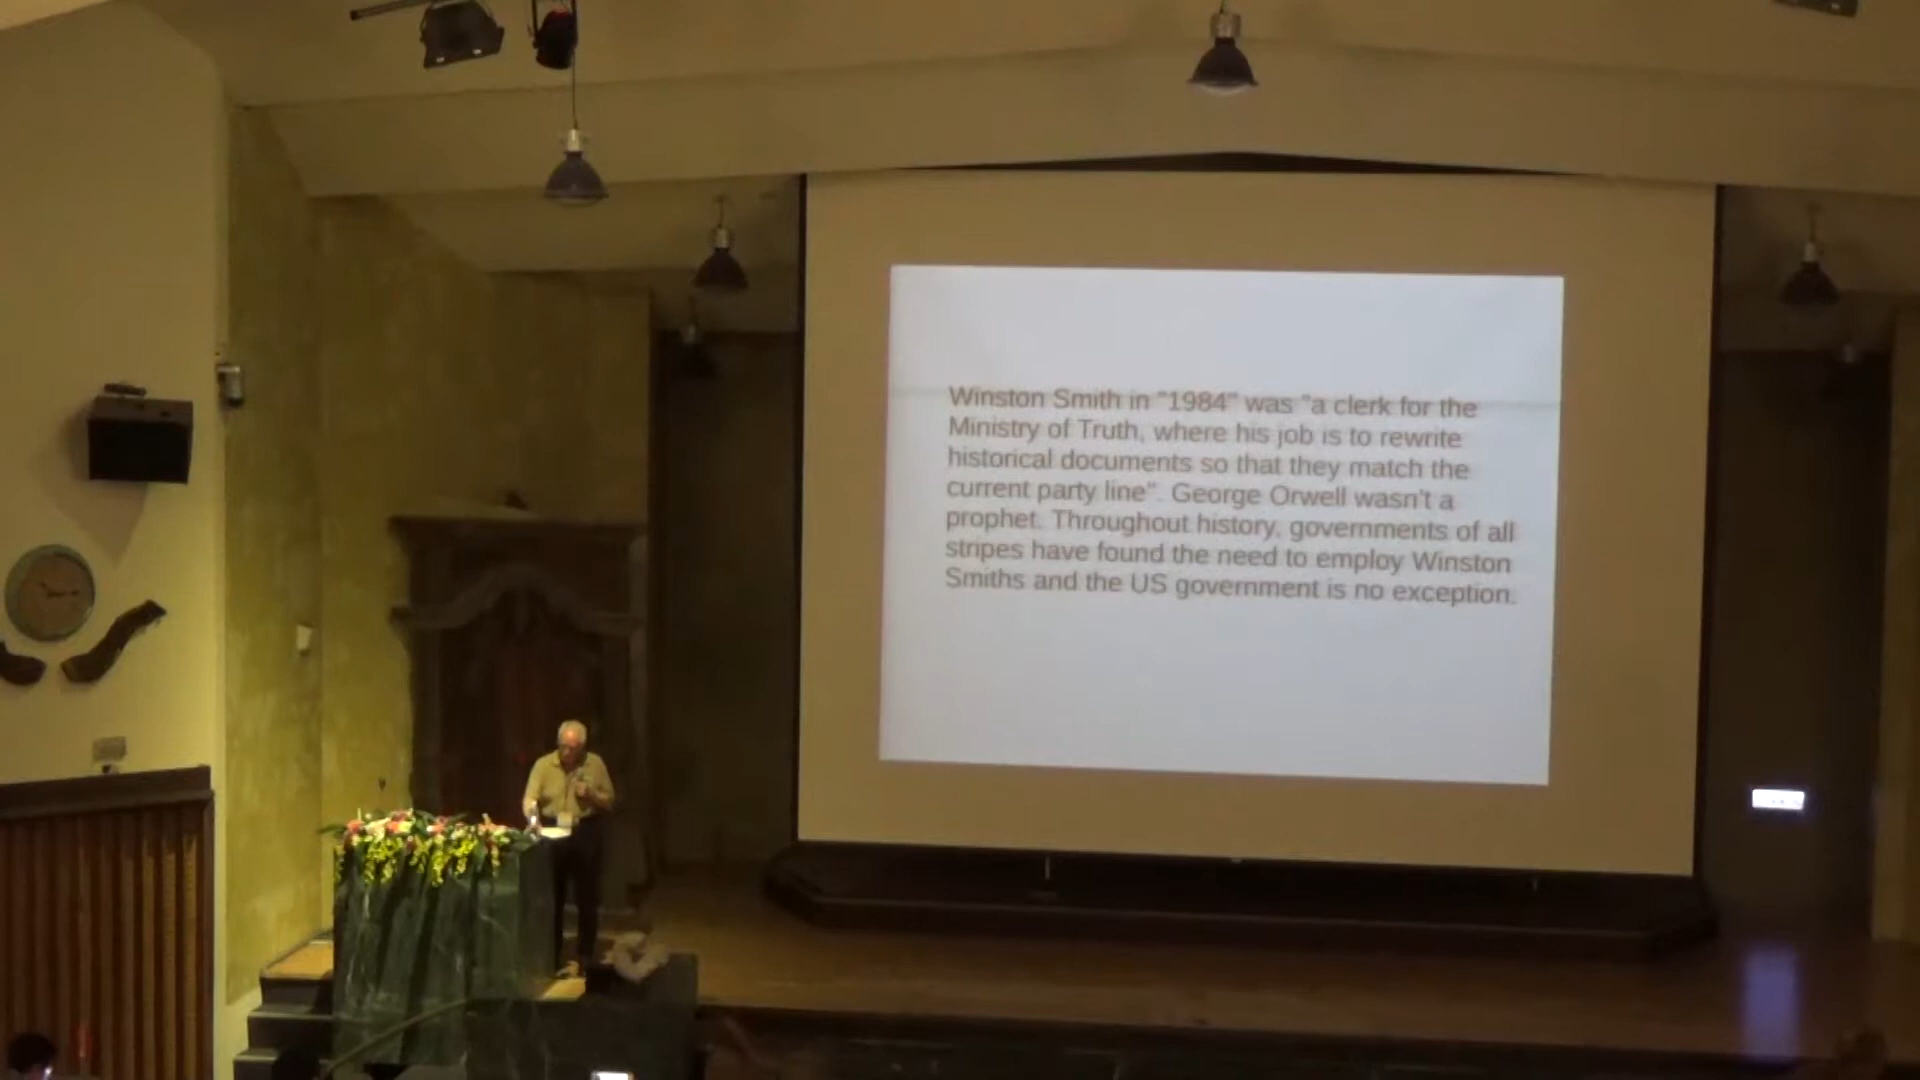 Winston Smith in "1984" was "a clerk for the
Ministry of Truth, where his job is to rewrite
historical documents so that they match the
current party line". George Orwell wasn't a
prophet. Throughout history, governments of all
stripes have found the need to employ Winston
Smiths and the US government is no exception.